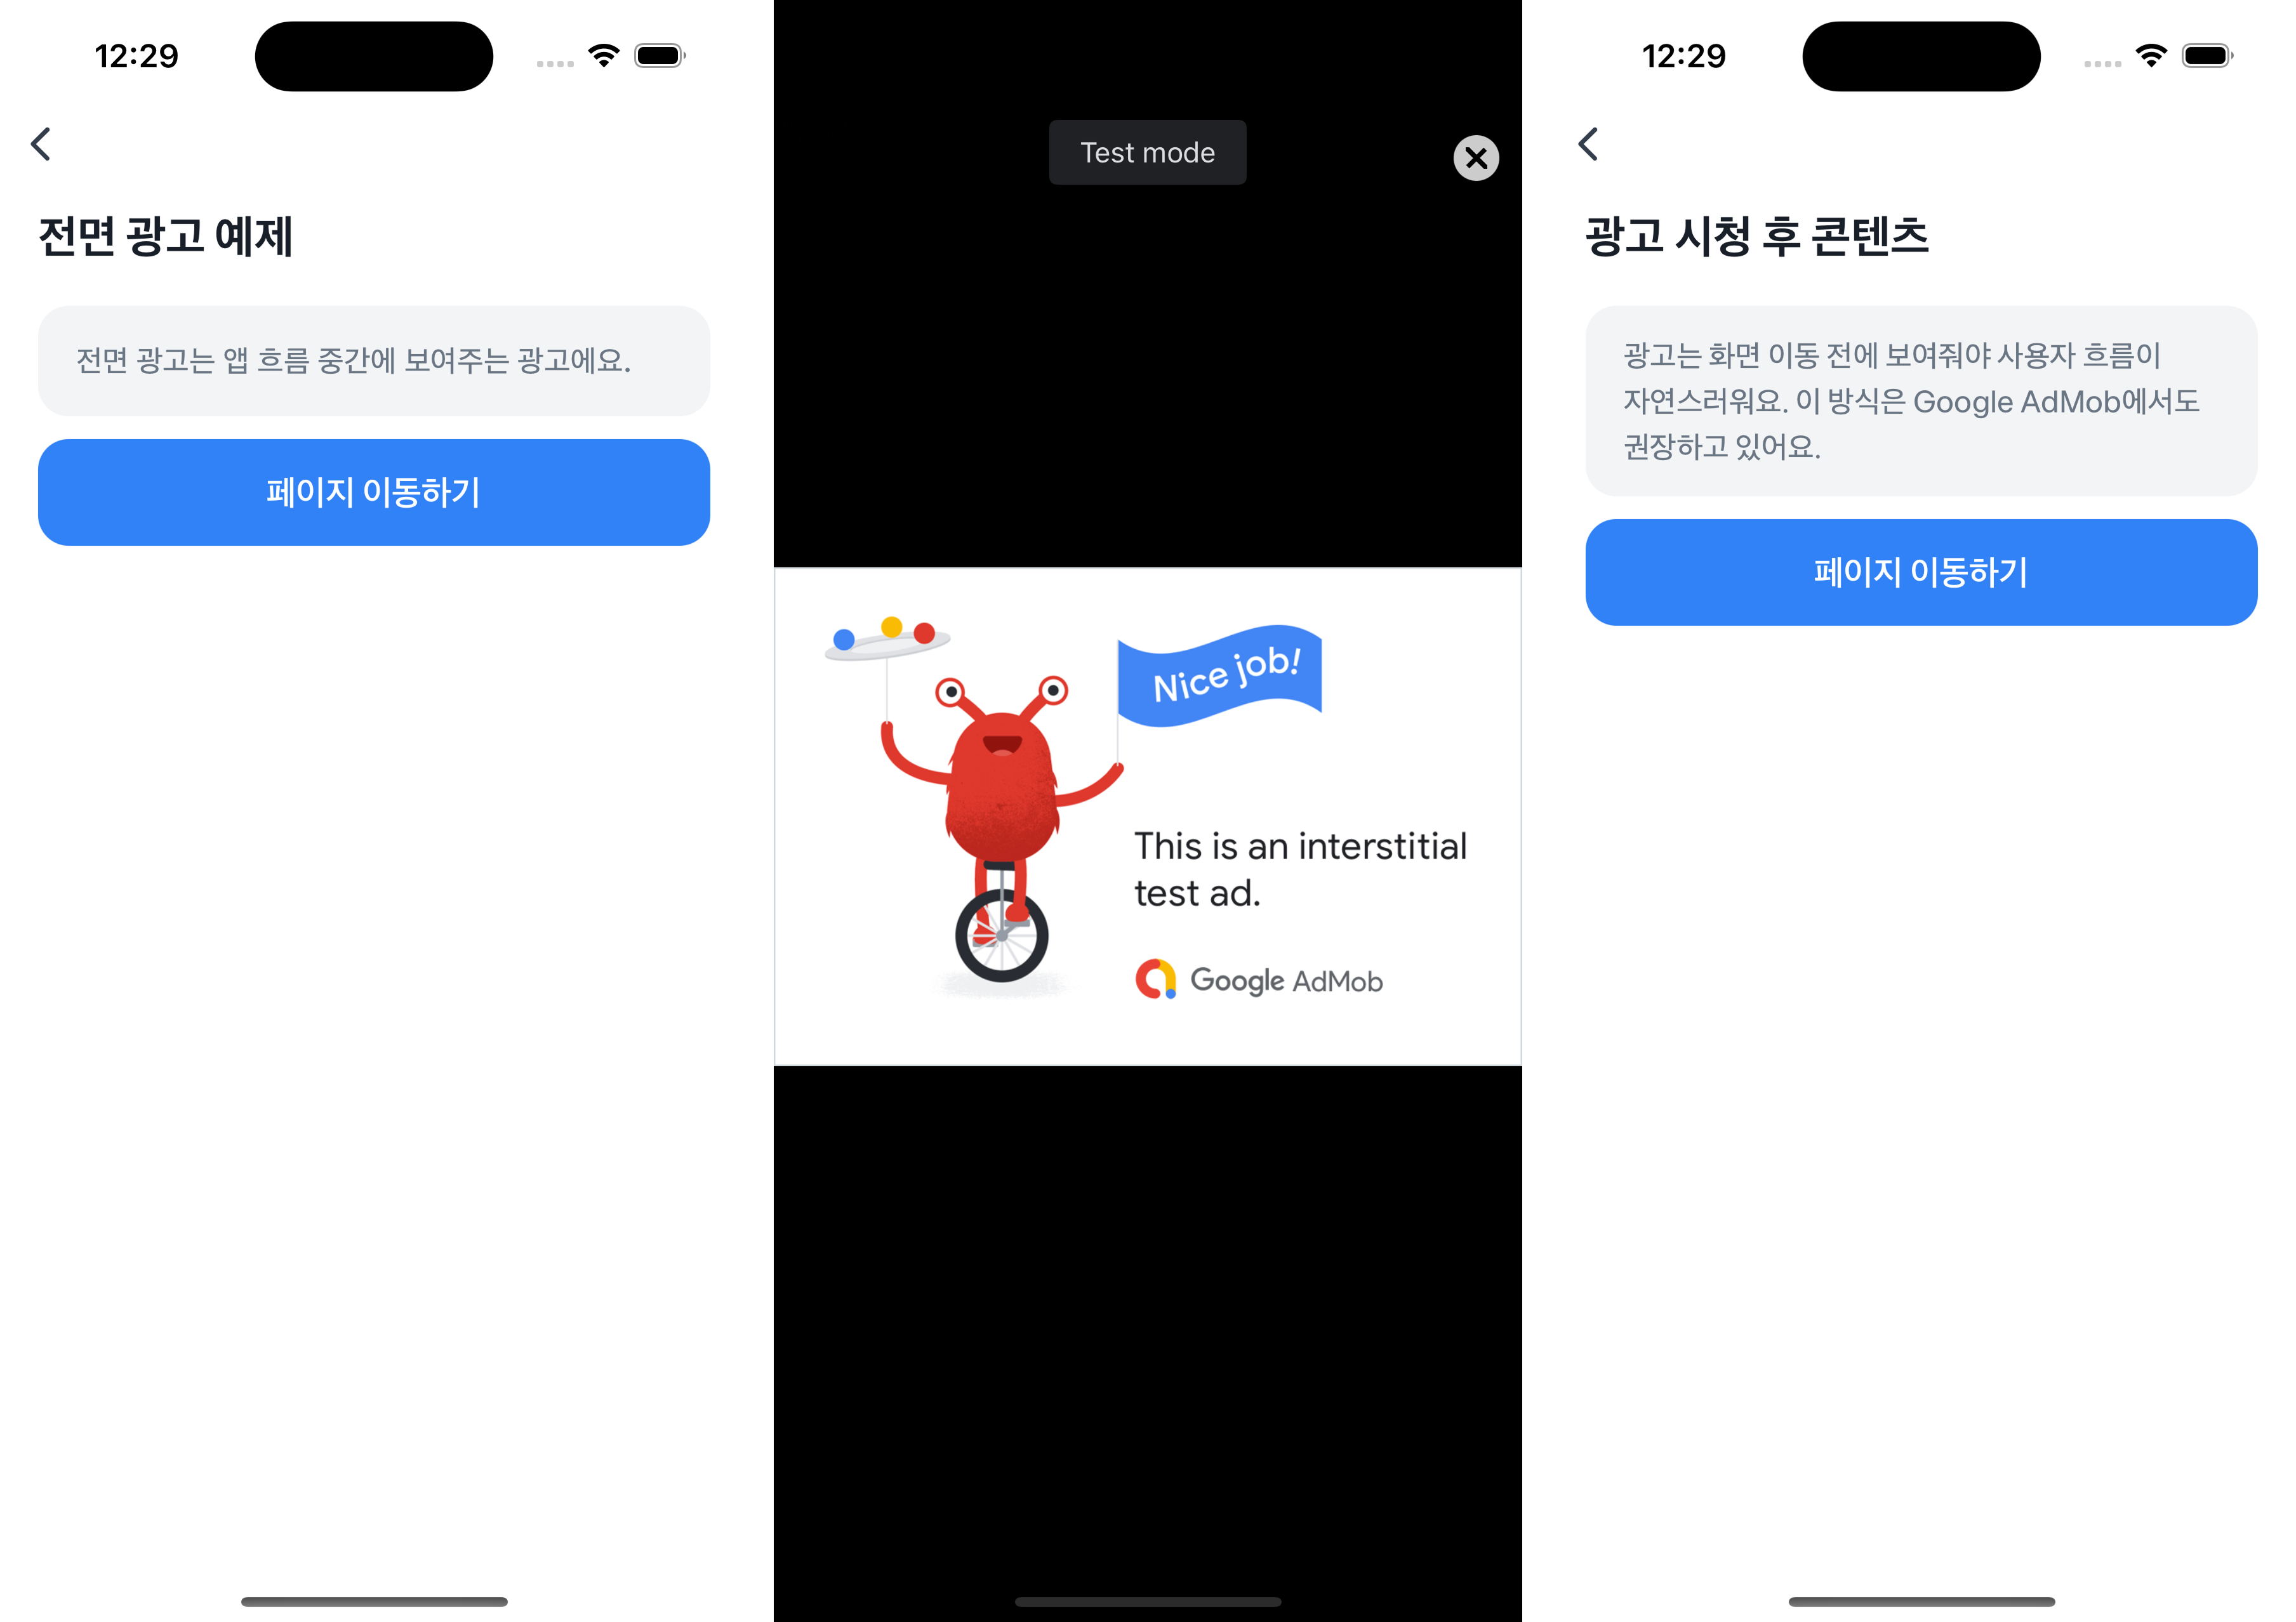 12:29
전면 광고 예제
전면 광고는 앱 흐름 중간에 보여주는 광고에요.
페이지 이동하기
Test mode
Nice job!
This is an interstitial
test ad.
Google AdMob
12:29
광고 시청 후 콘텐츠
광고는 화면 이동 전에 보여줘야 사용자 흐름이
자연스러워요. 이 방식은 Google AdMob에서도
권장하고 있어요.
페이지 이동하기